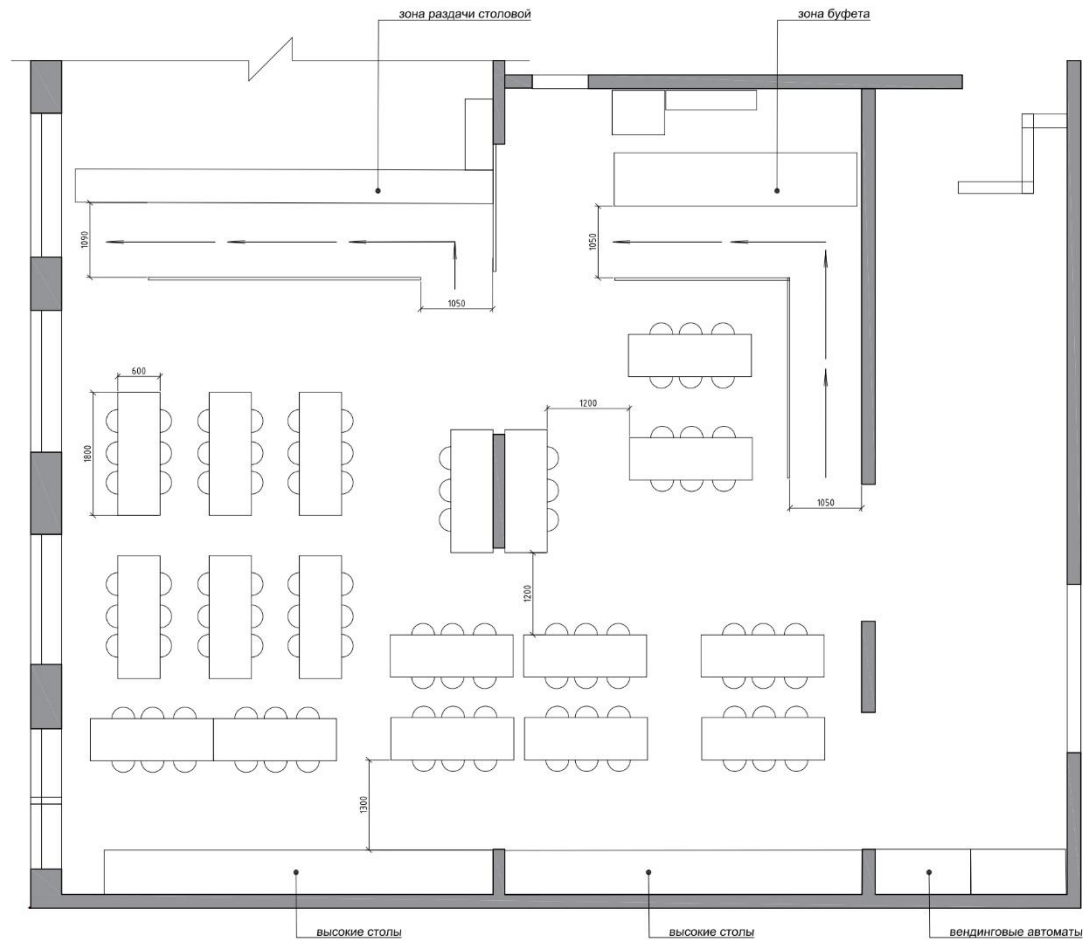 зона раздачи столовой
зона буфета
1090
1050
1050
600
1200
1800
1050
1200
1300
высокие столы
высокие столы
вендинговые автоматы